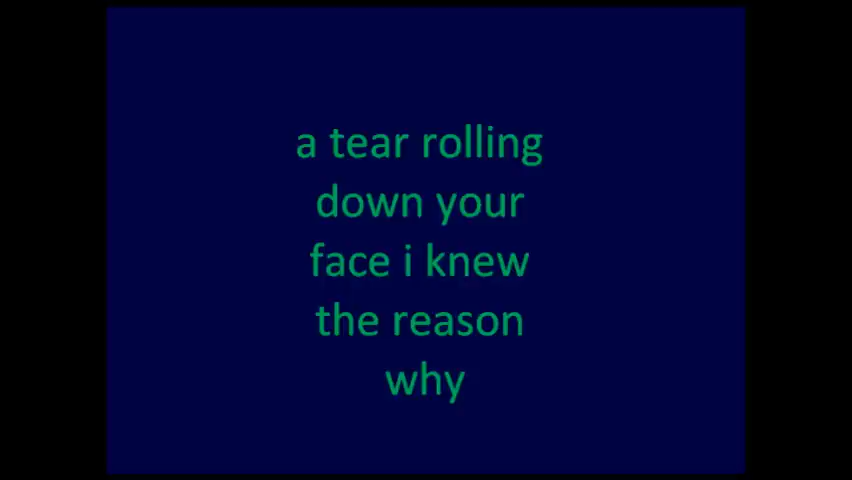 a tear rolling
down your
face i knew
the reason
why